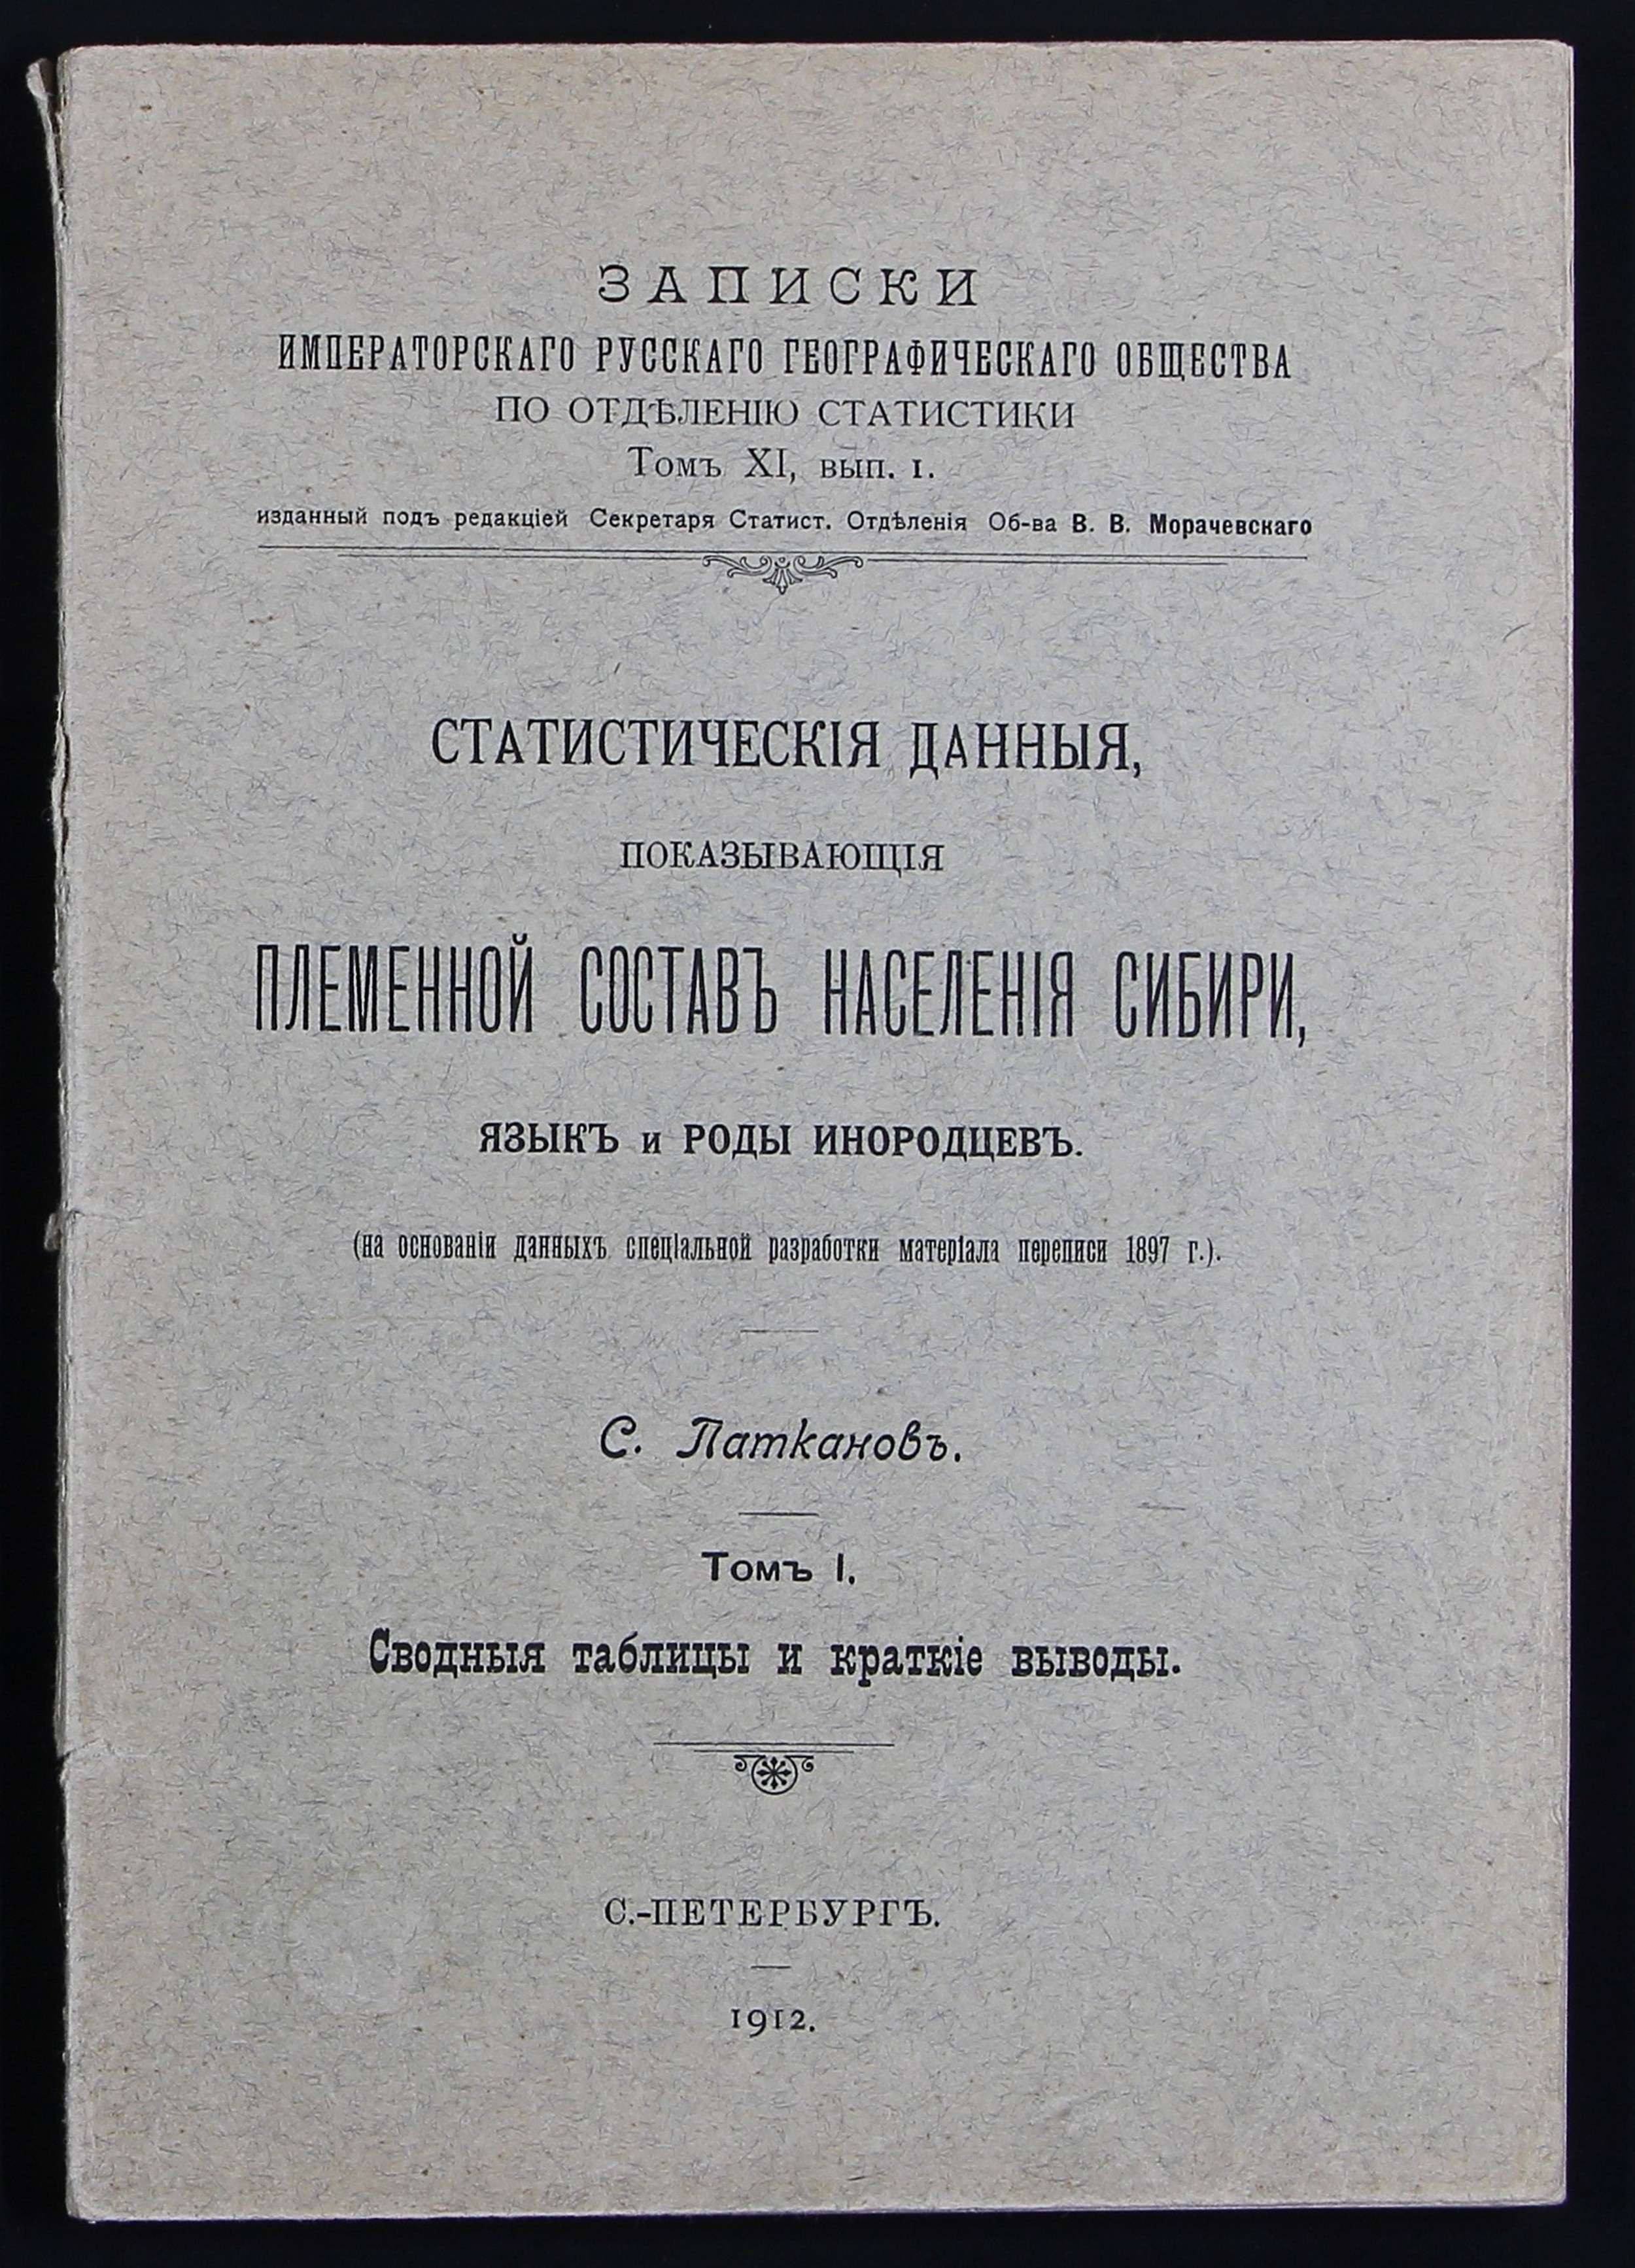 ЗАПИСКИ
ИМПЕРАТОРСКАГО РУССКАГО ГЕОГРАФИЧЕСКАГО ОБЩЕСТВА
ПО ОТДѢЛЕНІЮ СТАТИСТИКИ
Томъ XI, вып. 1.
изданный подъ редакціей Секретаря Статист. Отдѣленія Об-ва В. В. Морачевскаго
СТАТИСТИЧЕСКІЯ ДАННЫЯ,
ПОКАЗЫВАЮЩІЯ
ПЛЕМЕННОЙ СОСТАВЪ НАСЕЛЕНІЯ СИБИРИ,
ЯЗЫКЪ и РОДЫ ИНОРОДЦЕВЪ.
(на основаніи данныхъ спеціальной разработки матеріала переписи 1897 г.).
С. Паткановъ.
Томъ I.
Сводныя таблицы и краткіе выводы.
С.-ПЕТЕРБУРГЪ.
1912.